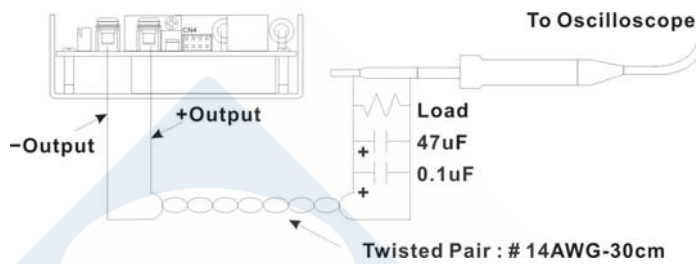 To Oscilloscope
CN4
+Output
−Output
Load
+ 47uF
+ 0.1uF
Twisted Pair : # 14AWG-30cm